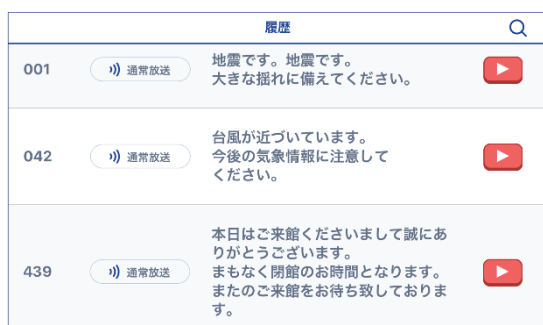 履歴
001
通常放送
地震です。地震です。
大きな揺れに備えてください。
042
通常放送
台風が近づいています。
今後の気象情報に注意して
ください。
439
通常放送
本日はご来館くださいまして誠にあ
りがとうございます。
まもなく閉館のお時間となります。
またのご来館をお待ち致しておりま
す。